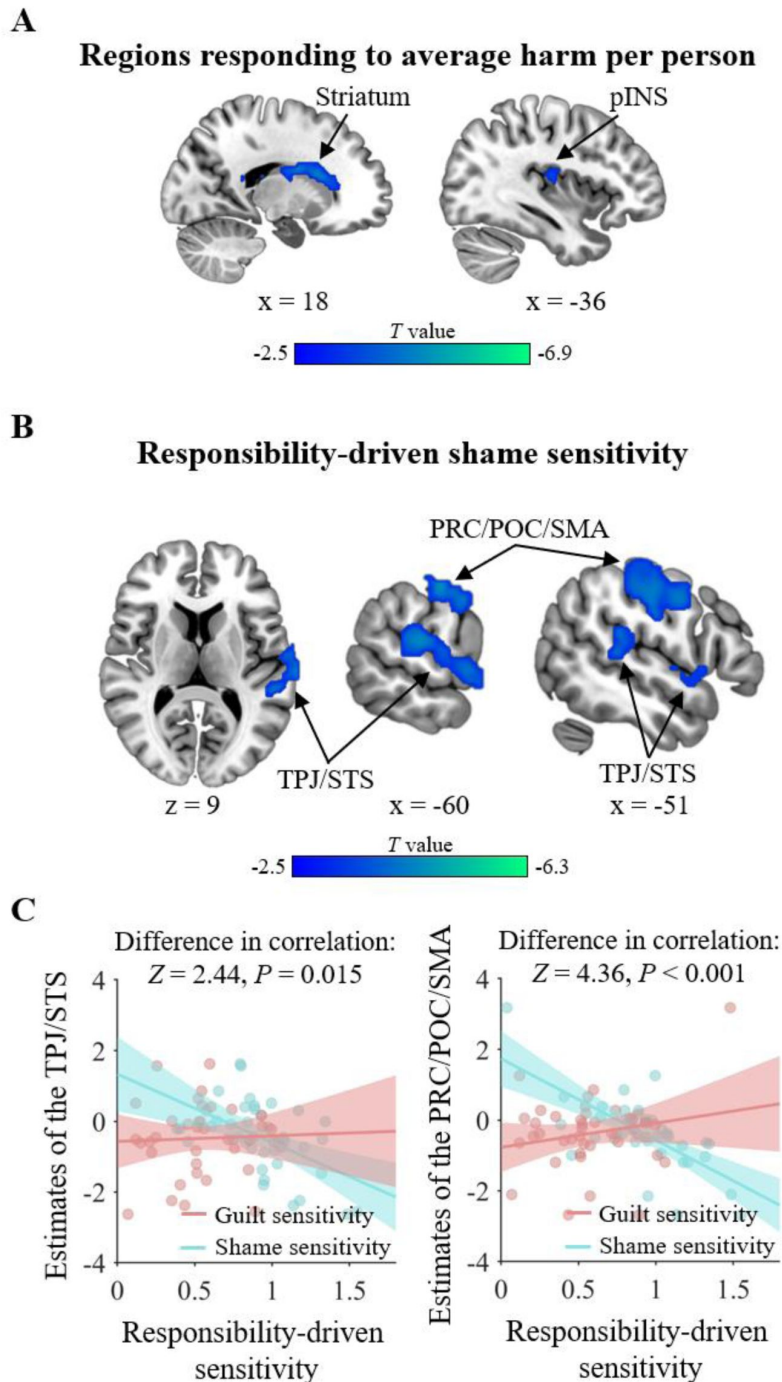 A
Regions responding to average harm per person
Striatum
pINS
x = 18
x = -36
T value
-2.5
-6.9
B
Responsibility-driven shame sensitivity
PRC/POC/SMA
TPJ/STS
TPJ/STS
z = 9
x = -60
x = -51
T value
-2.5
-6.3
C
Difference in correlation:
Z = 2.44, P = 0.015
Estimates of the TPJ/STS
4
2
0
-2
-4
Guilt sensitivity
Shame sensitivity
0
0.5
1
1.5
Responsibility-driven
sensitivity
Difference in correlation:
Z = 4.36, P < 0.001
Estimates of the PRC/POC/SMA
4
2
0
-2
-4
Guilt sensitivity
Shame sensitivity
0
0.5
1
1.5
Responsibility-driven
sensitivity